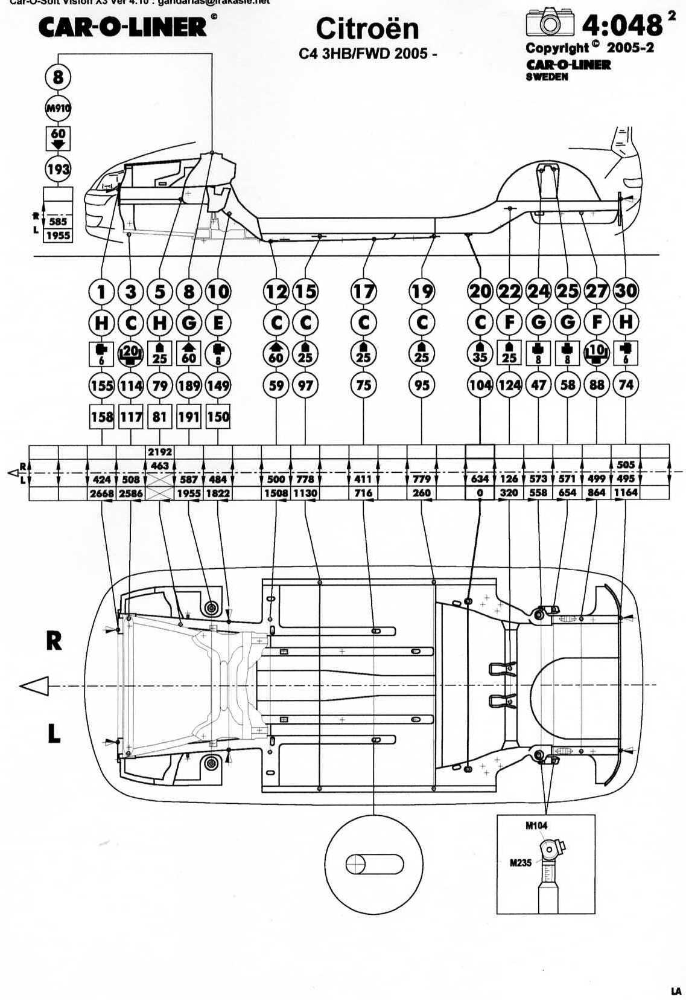 Car-O-Soft Vision X3 Ver 4.10 : gandarias@irakasle.net
CAR-O-LINER ©
Citroën
C4 3HB/FWD 2005 -
4:048 2
Copyright © 2005-2
CAR-O-LINER
SWEDEN
8
M910
60
193
R
585
L
1955
1 3 5 8 10 12 15 17 19 20 22 24 25 27 30
H C H G E C C C C C F G G F H
6 20 25 60 8 60 25 25 25 35 25 8 8 10 6
155 114 79 189 149 59 97 75 95 104 124 47 58 88 74
158 117 81 191 150
2192
R 463 505
L 424 508 587 484 500 778 411 779 634 126 573 571 499 495
2668 2586 1955 1822 1508 1130 716 260 0 320 558 654 864 1164
R
L
M104
M235
LA